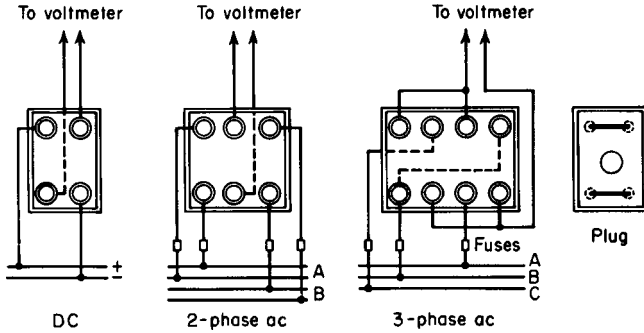 To voltmeter
To voltmeter
To voltmeter
Fuses
Plug
+
−
A
B
A
B
C
DC
2-phase ac
3-phase ac